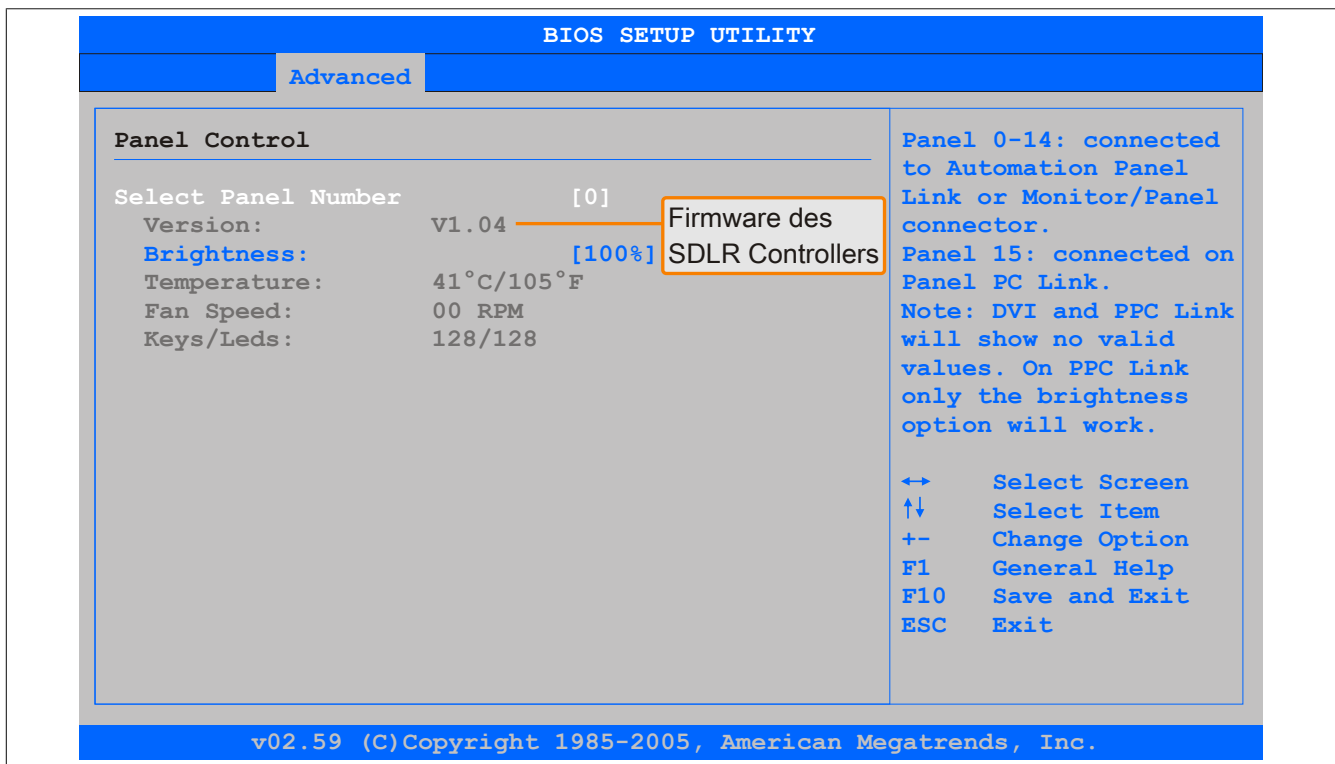 BIOS SETUP UTILITY
Advanced
Panel Control
Select Panel Number [0]
Version: V1.04
Firmware des
SDLR Controllers
Brightness: [100%]
Temperature: 41°C/105°F
Fan Speed: 00 RPM
Keys/Leds: 128/128
Panel 0-14: connected
to Automation Panel
Link or Monitor/Panel
connector.
Panel 15: connected on
Panel PC Link.
Note: DVI and PPC Link
will show no valid
values. On PPC Link
only the brightness
option will work.
↔ Select Screen
↑↓ Select Item
+- Change Option
F1 General Help
F10 Save and Exit
ESC Exit
v02.59 (C)Copyright 1985-2005, American Megatrends, Inc.